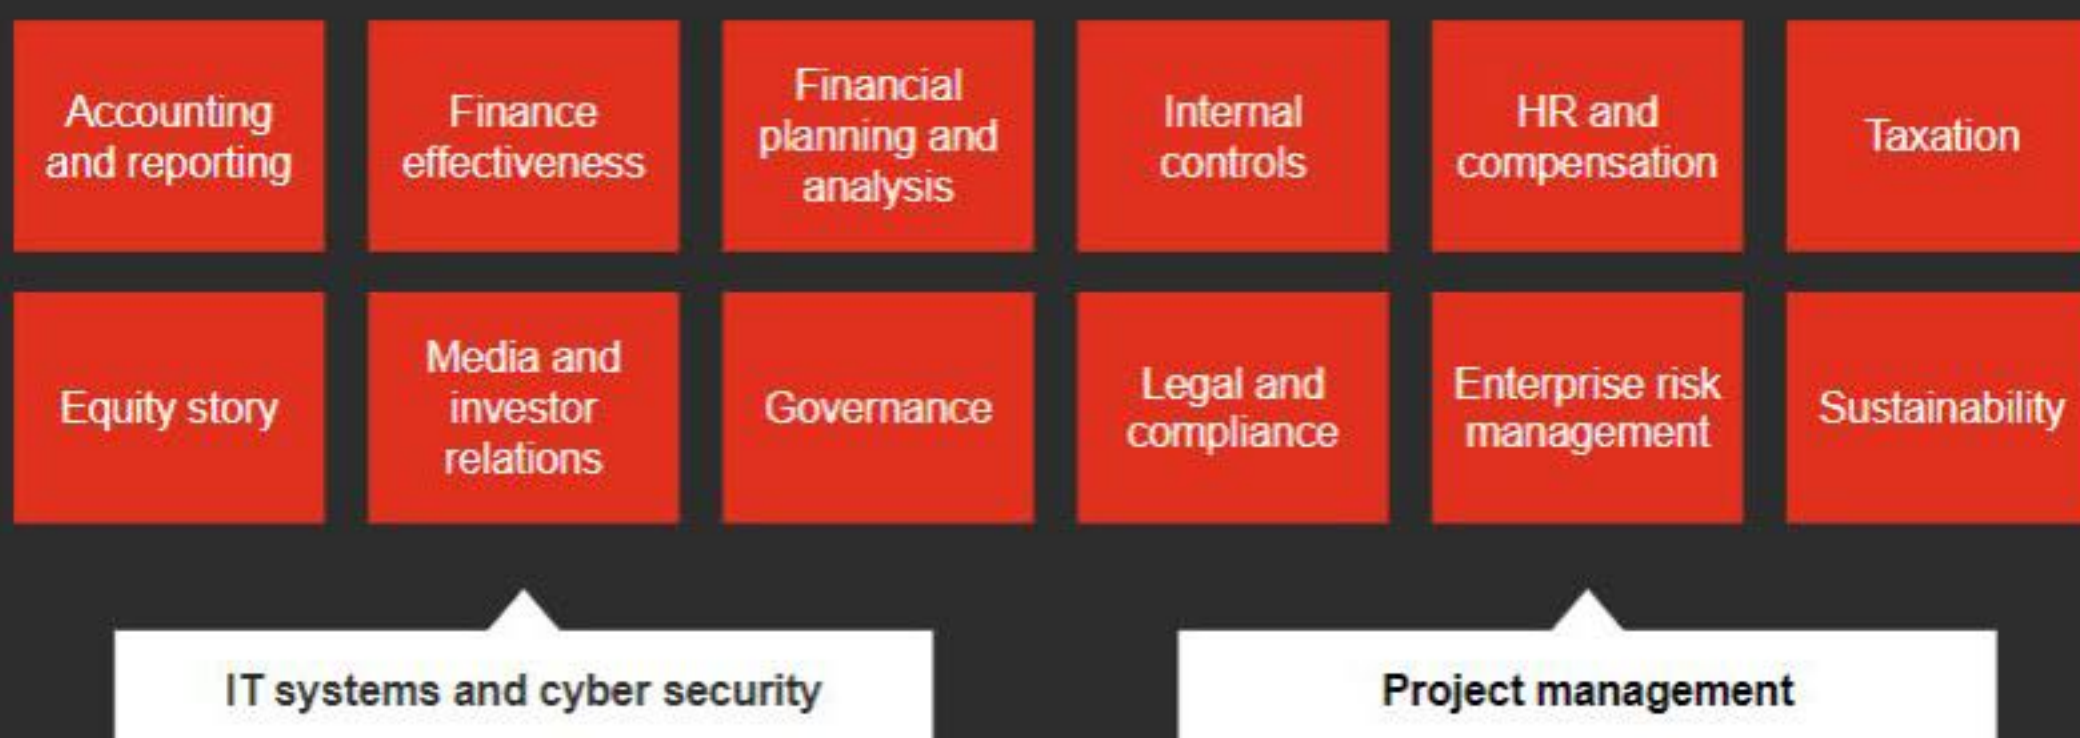 Accounting
and reporting
Finance
effectiveness
Financial
planning and
analysis
Internal
controls
HR and
compensation
Taxation
Equity story
Media and
investor
relations
Governance
Legal and
compliance
Enterprise risk
management
Sustainability
IT systems and cyber security
Project management